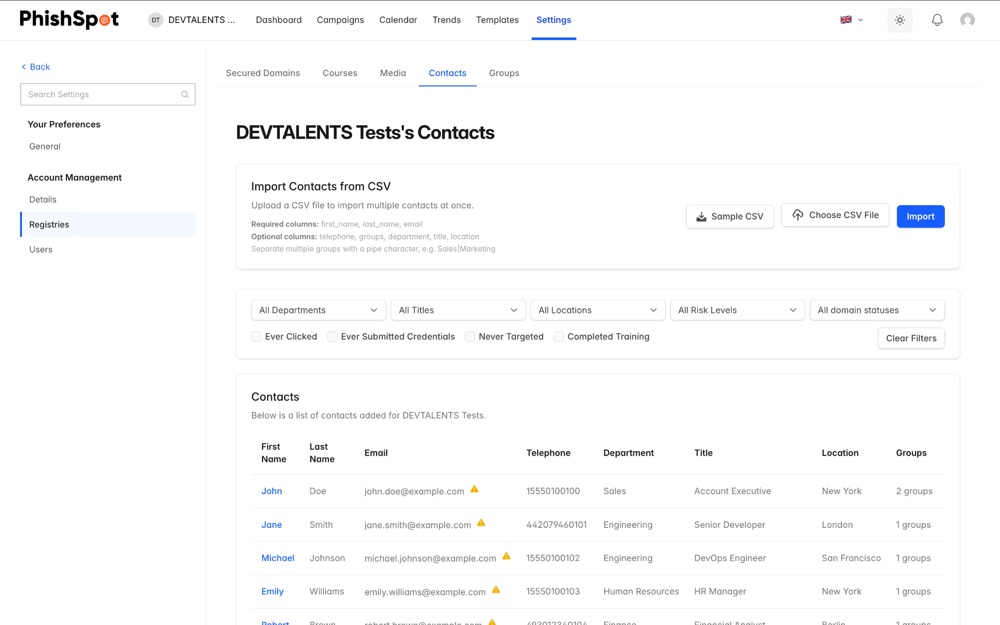 PhishSpot
DT DEVTALENTS ... Dashboard Campaigns Calendar Trends Templates Settings
Back
Search Settings
Your Preferences
General
Account Management
Details
Registries
Users
Secured Domains Courses Media Contacts Groups
DEVTALENTS Tests's Contacts
Import Contacts from CSV
Upload a CSV file to import multiple contacts at once.
Required columns: first_name, last_name, email
Optional columns: telephone, groups, department, title, location
Separate multiple groups with a pipe character, e.g. Sales|Marketing
Sample CSV Choose CSV File Import
All Departments All Titles All Locations All Risk Levels All domain statuses
Ever Clicked Ever Submitted Credentials Never Targeted Completed Training
Clear Filters
Contacts
Below is a list of contacts added for DEVTALENTS Tests.
First Name Last Name Email Telephone Department Title Location Groups
John Doe john.doe@example.com 15550100100 Sales Account Executive New York 2 groups
Jane Smith jane.smith@example.com 442079460101 Engineering Senior Developer London 1 groups
Michael Johnson michael.johnson@example.com 15550100102 Engineering DevOps Engineer San Francisco 1 groups
Emily Williams emily.williams@example.com 15550100103 Human Resources HR Manager New York 1 groups
Robert Brown robert.brown@example.com 493012340104 Finance Financial Analyst Berlin 1 groups